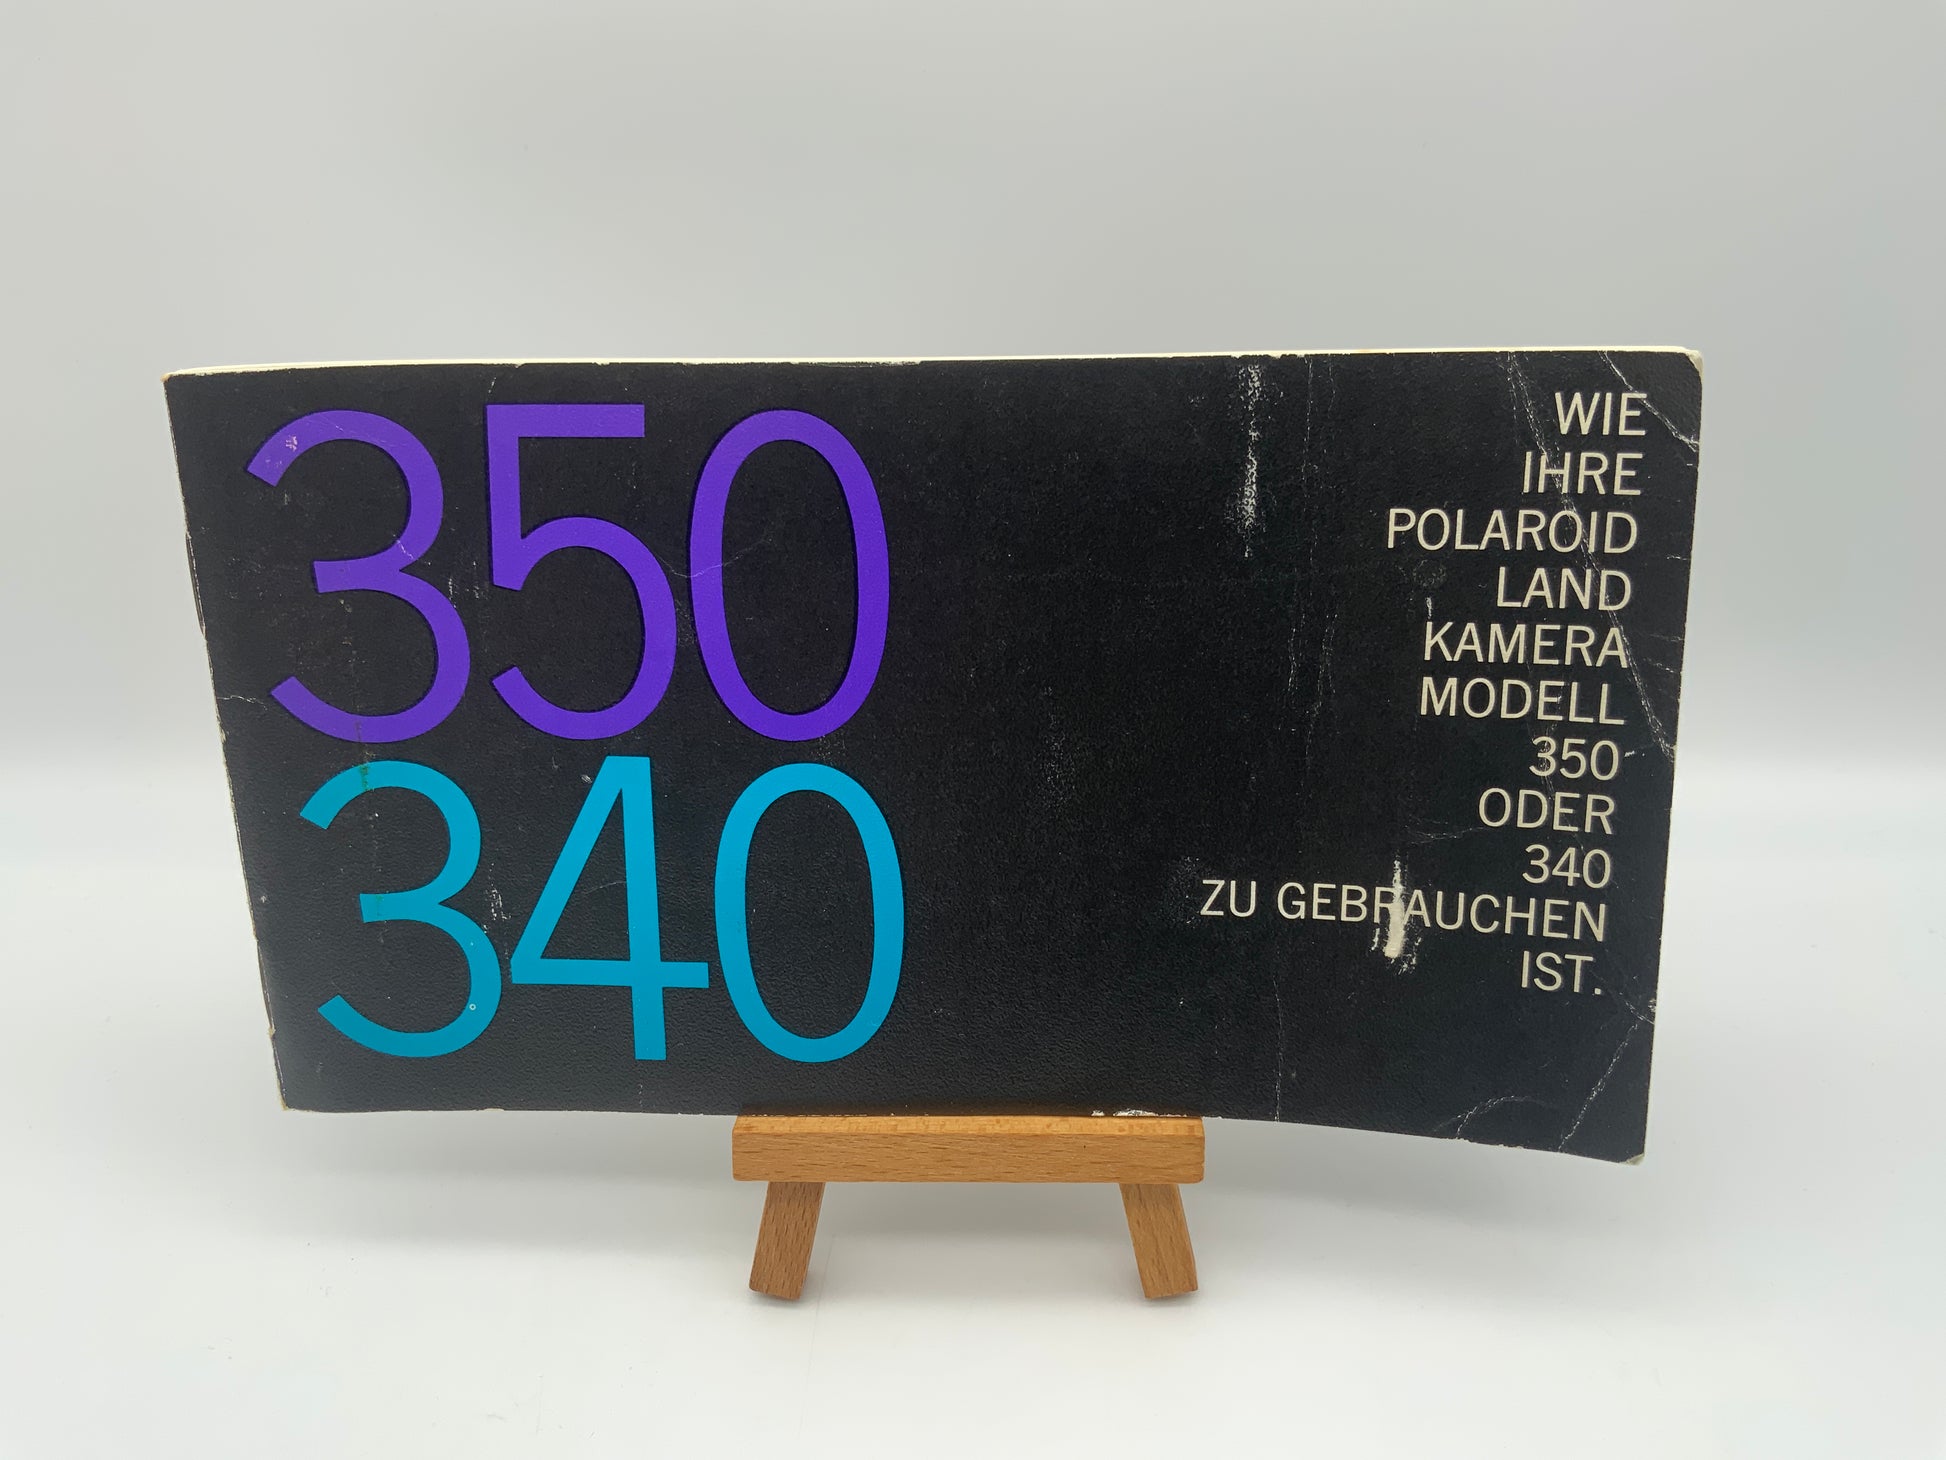 350
340
WIE
IHRE
POLAROID
LAND
KAMERA
MODELL
350
ODER
340
ZU GEBRAUCHEN
IST.